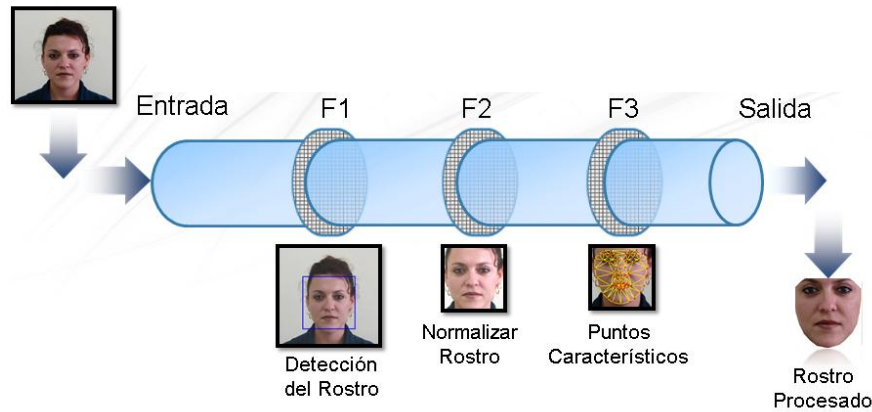 Entrada
F1
F2
F3
Salida
Detección
del Rostro
Normalizar
Rostro
Puntos
Característicos
Rostro
Procesado